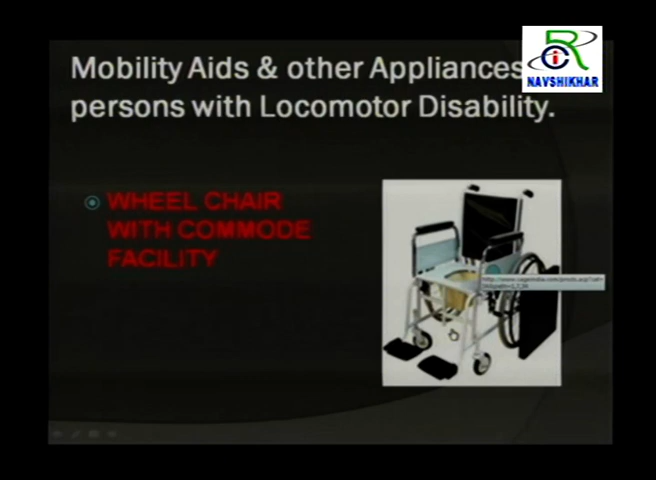 Mobility Aids & other Appliances
persons with Locomotor Disability.
NAVSHIKHAR
WHEEL CHAIR
WITH COMMODE
FACILITY